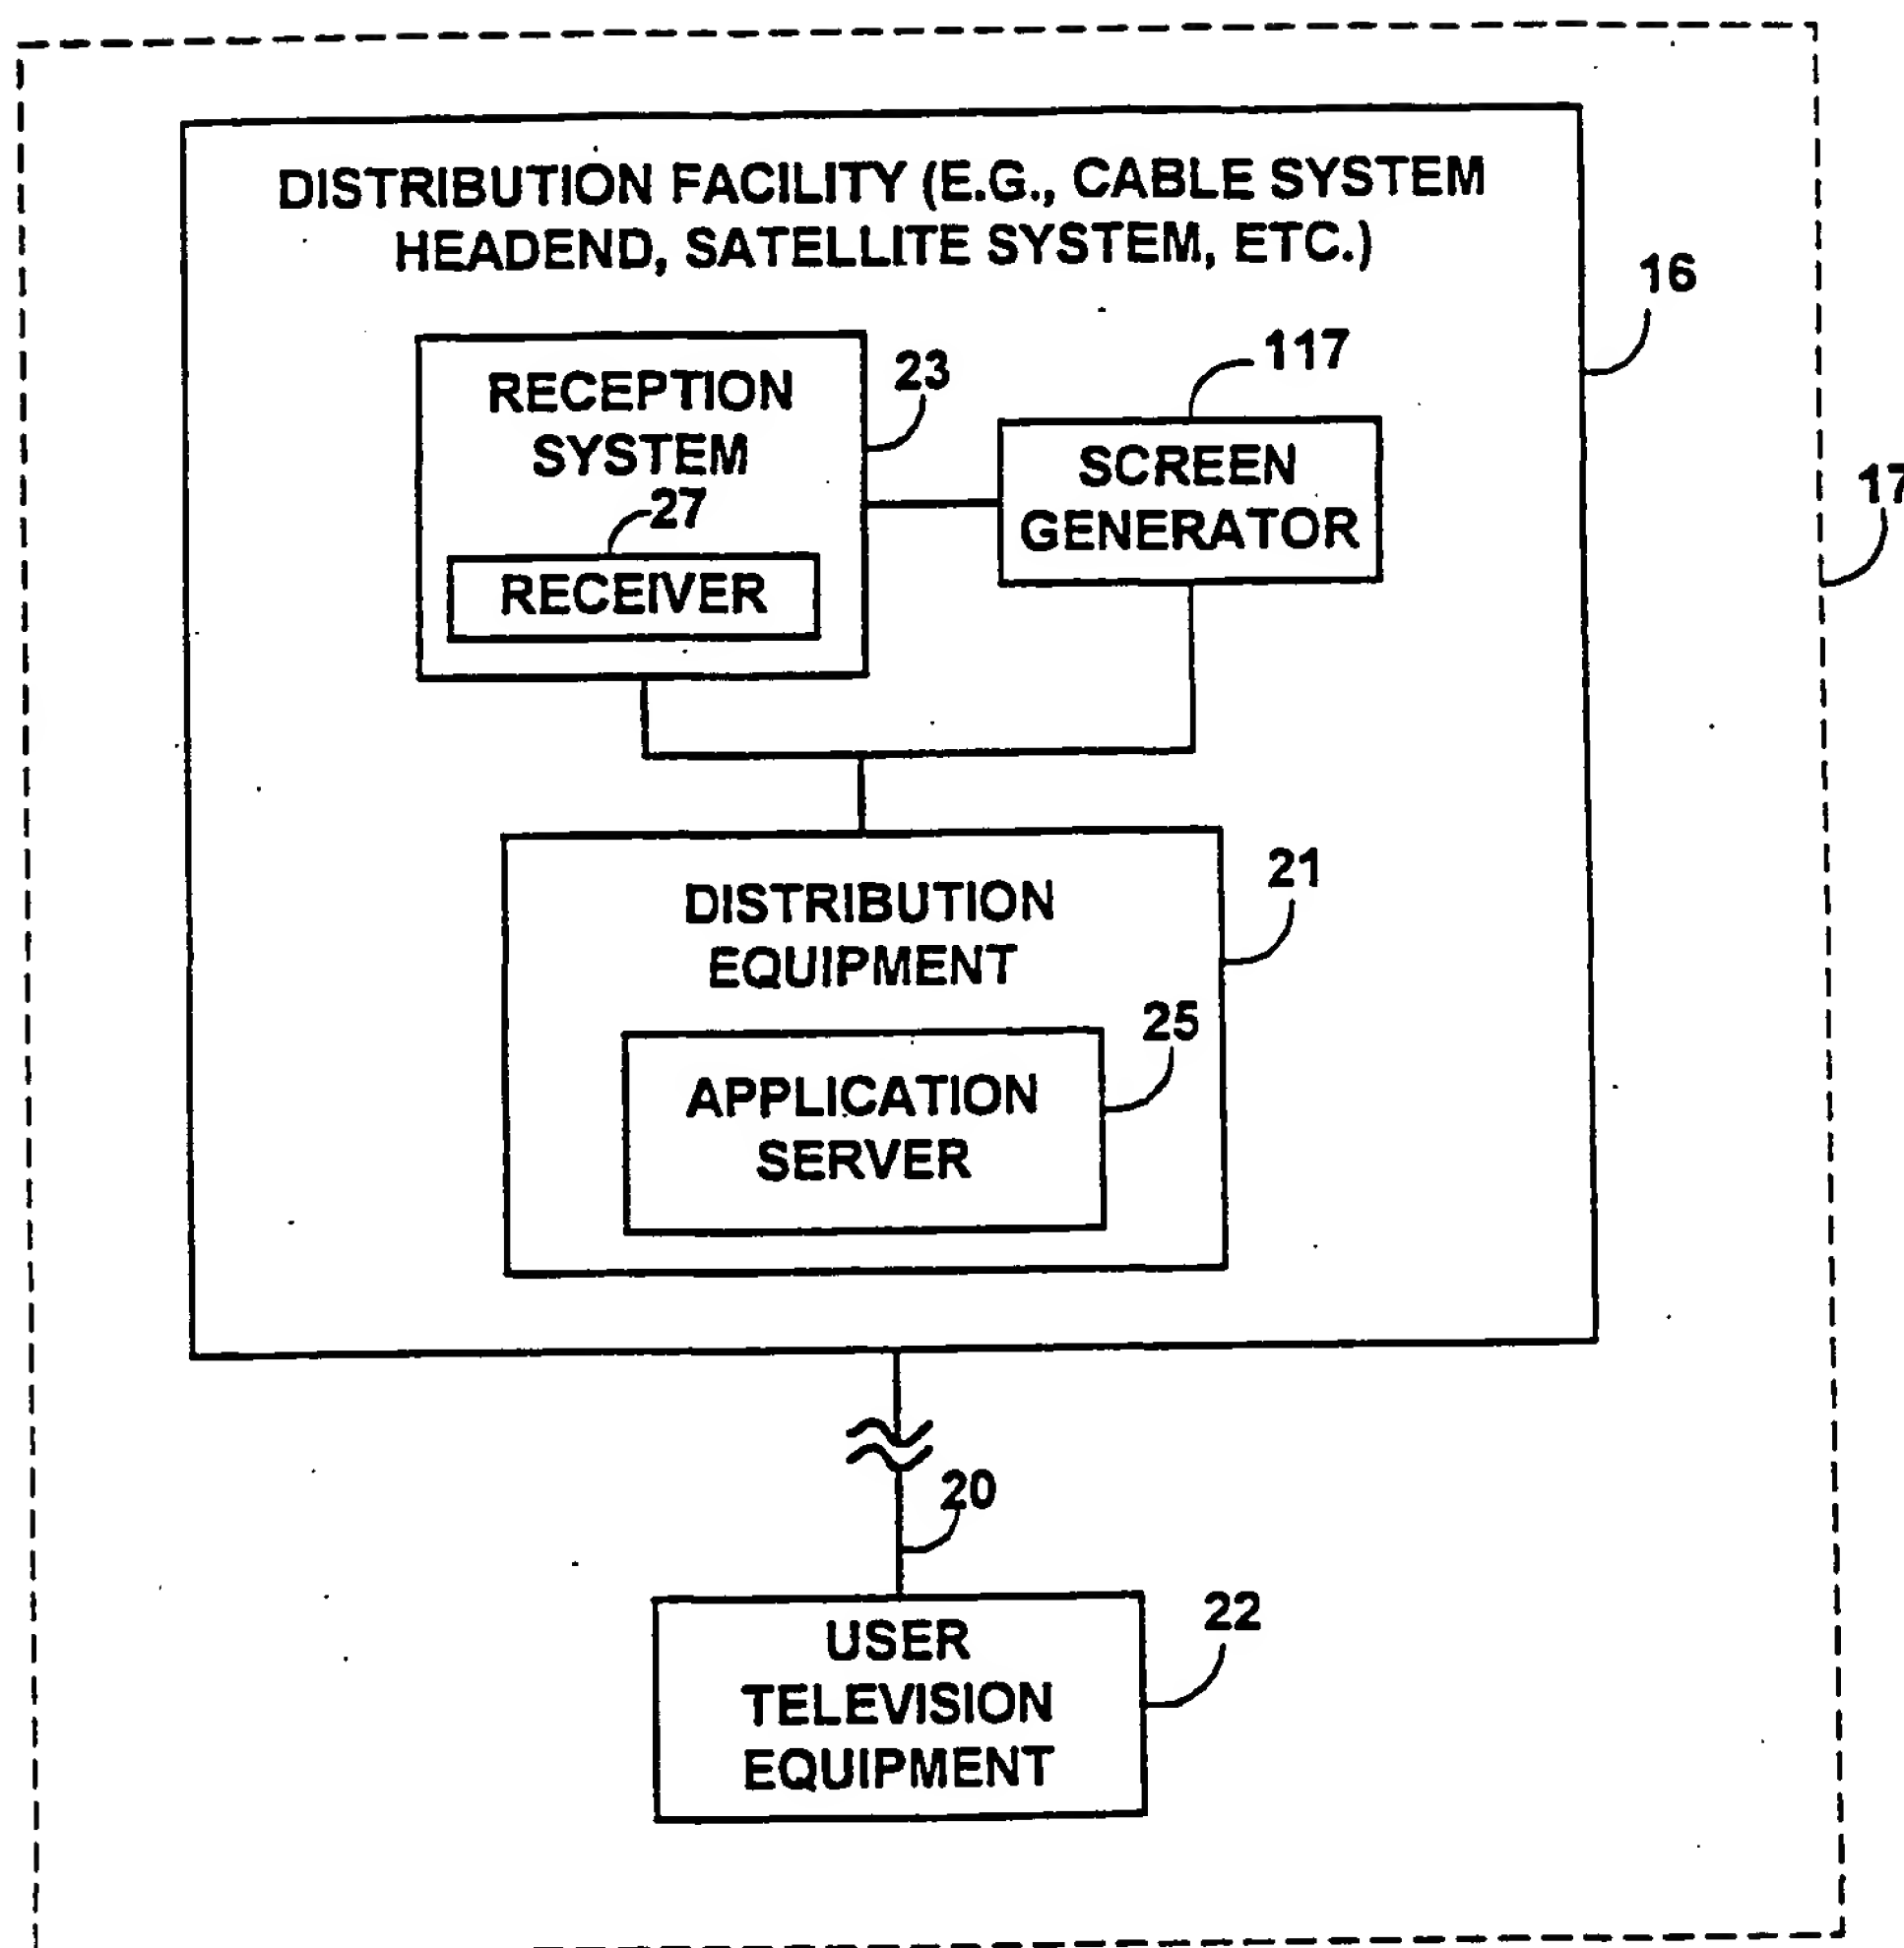 DISTRIBUTION FACILITY (E.G., CABLE SYSTEM
HEADEND, SATELLITE SYSTEM, ETC.)
16
17
RECEPTION
SYSTEM
23
27
RECEIVER
117
SCREEN
GENERATOR
DISTRIBUTION
EQUIPMENT
21
25
APPLICATION
SERVER
20
USER
TELEVISION
EQUIPMENT
22